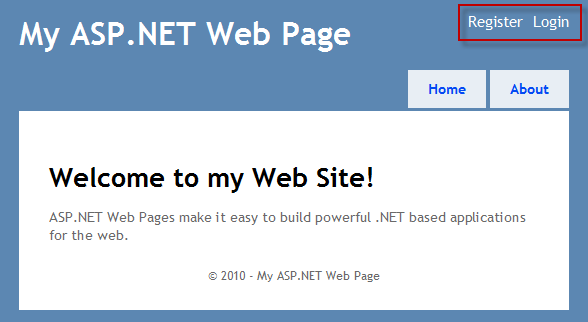 My ASP.NET Web Page
Register Login
Home About
Welcome to my Web Site!
ASP.NET Web Pages make it easy to build powerful .NET based applications
for the web.
© 2010 - My ASP.NET Web Page